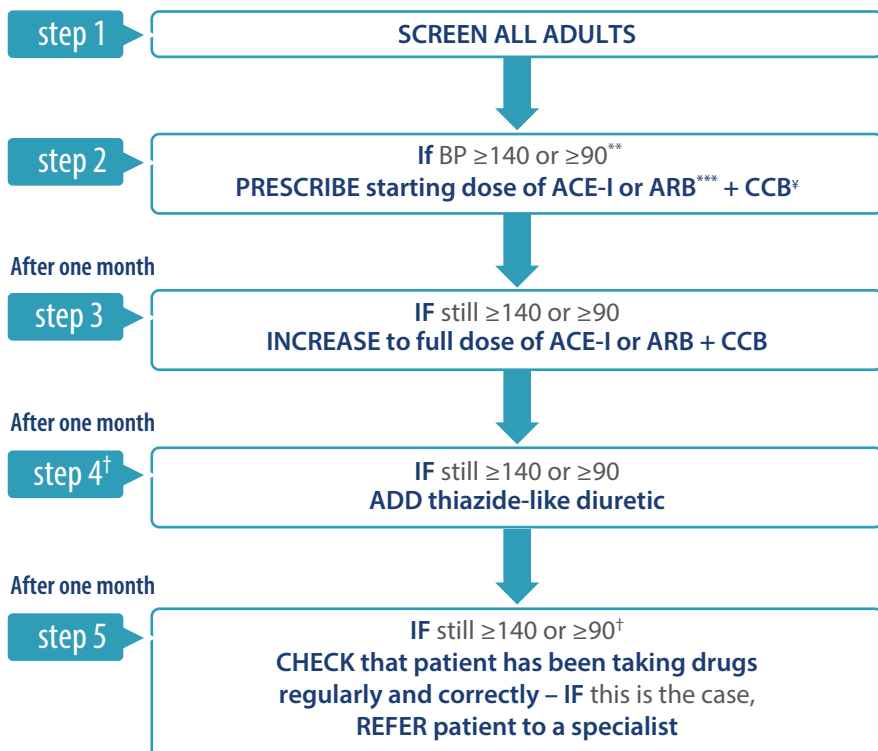 step 1
SCREEN ALL ADULTS
step 2
If BP ≥140 or ≥90**
PRESCRIBE starting dose of ACE-I or ARB*** + CCB¥
After one month
step 3
IF still ≥140 or ≥90
INCREASE to full dose of ACE-I or ARB + CCB
After one month
step 4†
IF still ≥140 or ≥90
ADD thiazide-like diuretic
After one month
step 5
IF still ≥140 or ≥90†
CHECK that patient has been taking drugs
regularly and correctly – IF this is the case,
REFER patient to a specialist